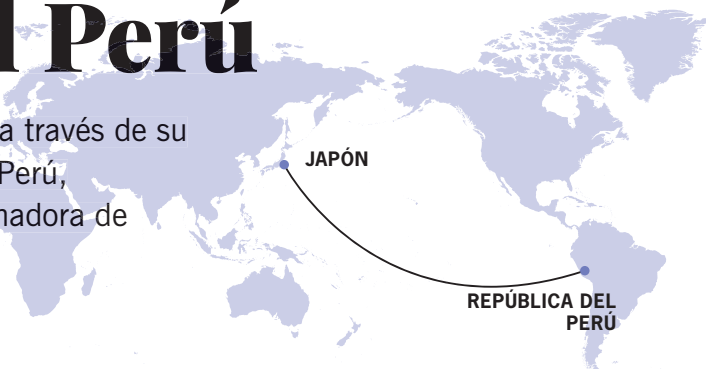 l Perú
a través de su
Perú,
nadora de
JAPÓN
REPÚBLICA DEL
PERÚ